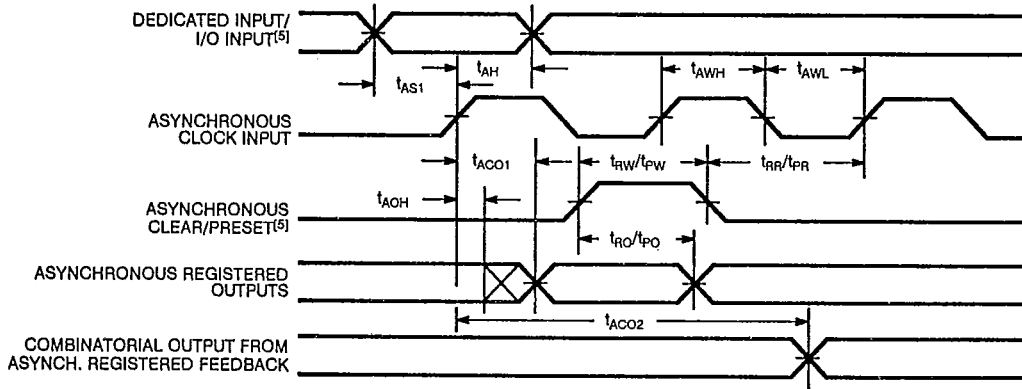 DEDICATED INPUT/
I/O INPUT[5]
tAH
tAWH
tAWL
tAS1
ASYNCHRONOUS
CLOCK INPUT
tACO1
tRW/tPW
tRR/tPR
tAOH
ASYNCHRONOUS
CLEAR/PRESET[5]
tRO/tPO
ASYNCHRONOUS REGISTERED
OUTPUTS
tACO2
COMBINATORIAL OUTPUT FROM
ASYNCH. REGISTERED FEEDBACK